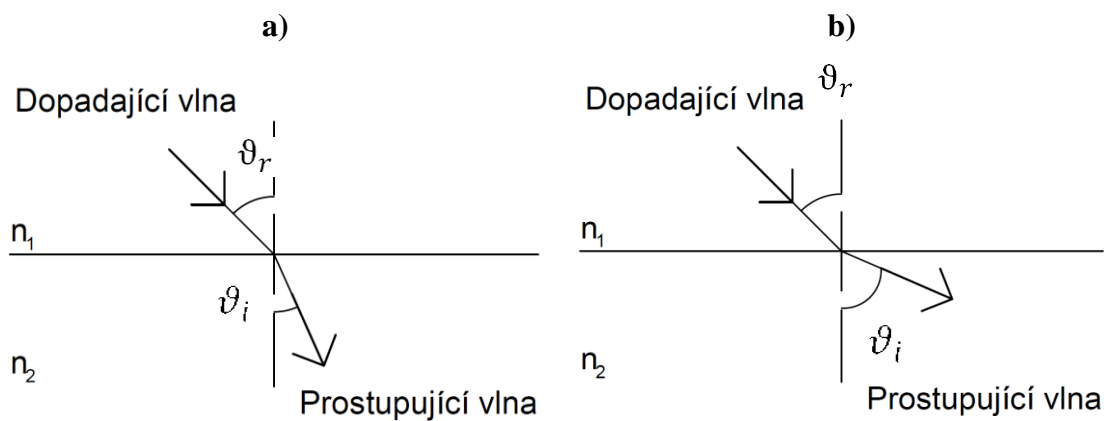 a)
Dopadající vlna
ϑr
n1
ϑi
n2
Prostupující vlna
b)
ϑr
Dopadající vlna
n1
ϑi
n2
Prostupující vlna